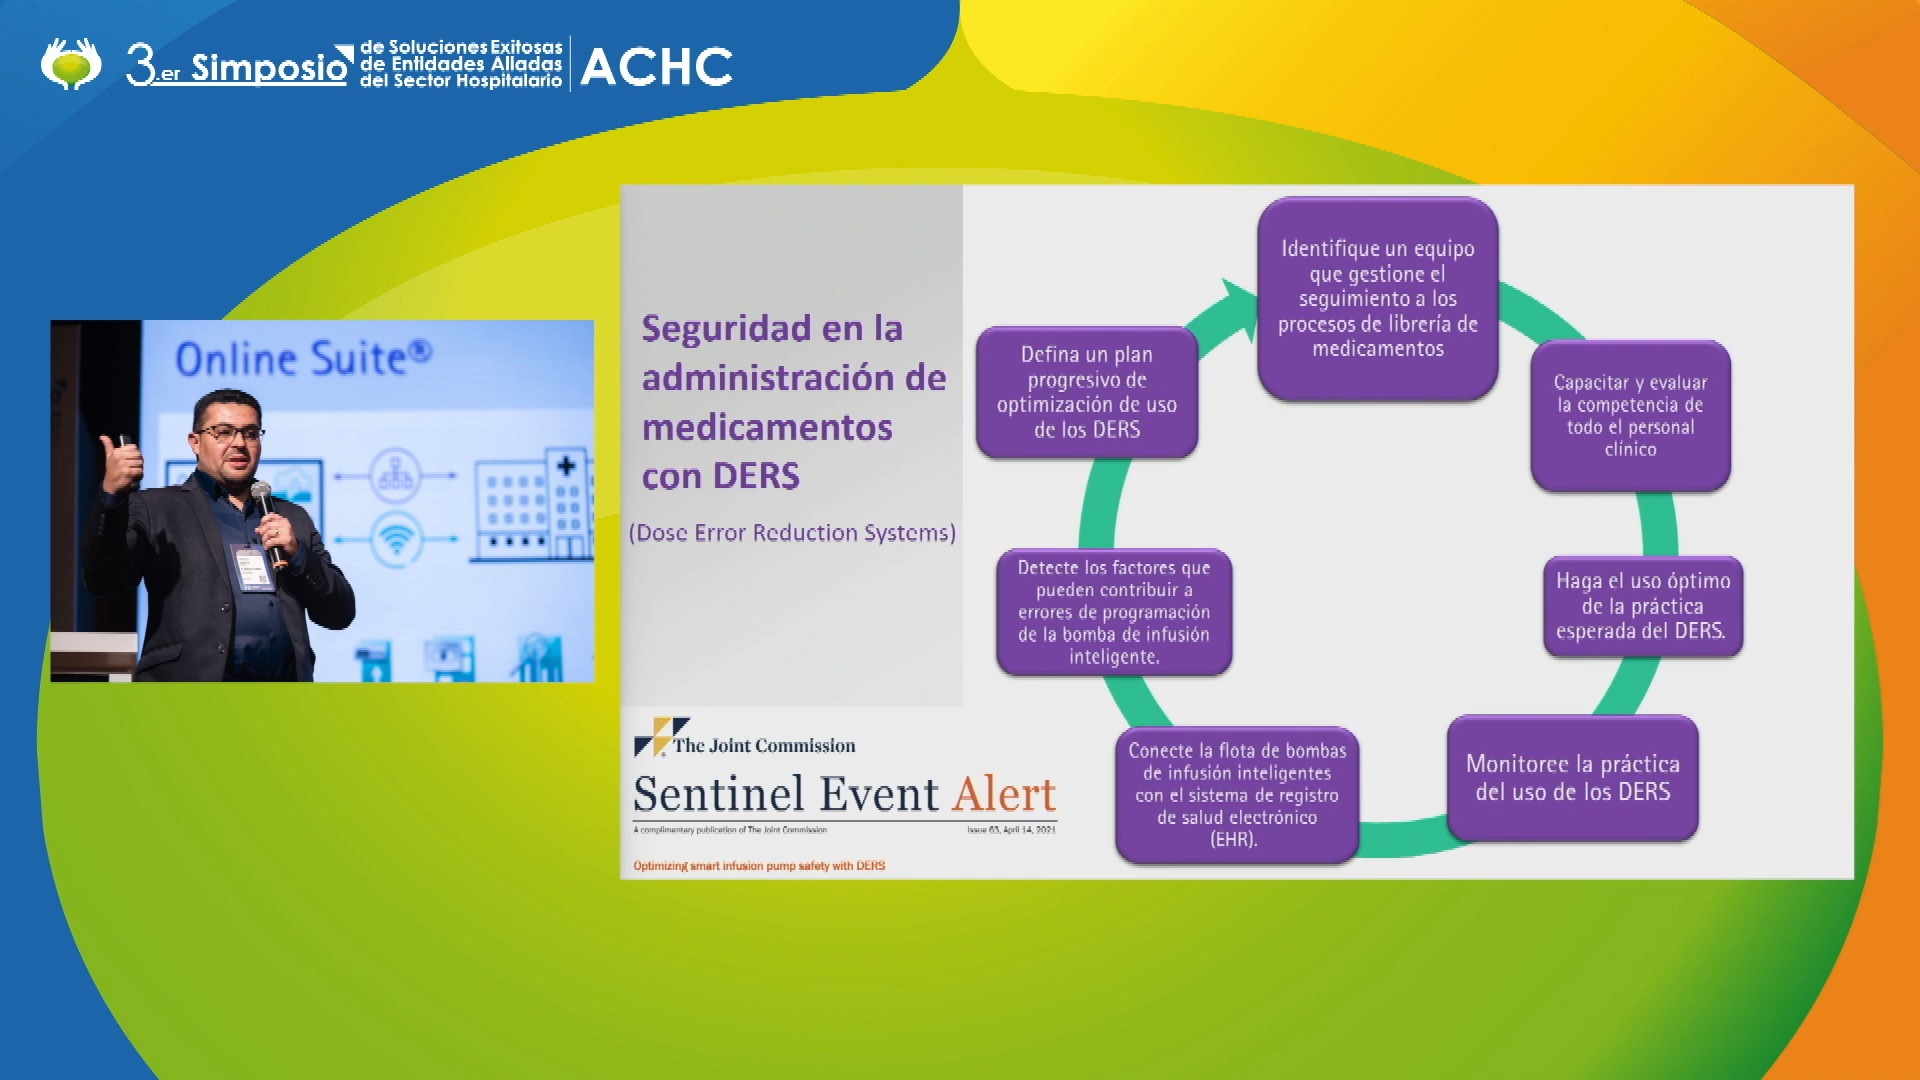 3.er Simposio
de Soluciones Exitosas
de Entidades Aliadas
del Sector Hospitalario
ACHC
Online Suite®
Seguridad en la
administración de
medicamentos
con DERS
(Dose Error Reduction Systems)
The Joint Commission
Sentinel Event Alert
A complimentary publication of The Joint Commission
Issue 63, April 14, 2021
Optimizing smart infusion pump safety with DERS
Identifique un equipo
que gestione el
seguimiento a los
procesos de librería de
medicamentos
Capacitar y evaluar
la competencia de
todo el personal
clínico
Haga el uso óptimo
de la práctica
esperada del DERS.
Monitoree la práctica
del uso de los DERS
Conecte la flota de bombas
de infusión inteligentes
con el sistema de registro
de salud electrónico
(EHR).
Detecte los factores que
pueden contribuir a
errores de programación
de la bomba de infusión
inteligente.
Defina un plan
progresivo de
optimización de uso
de los DERS